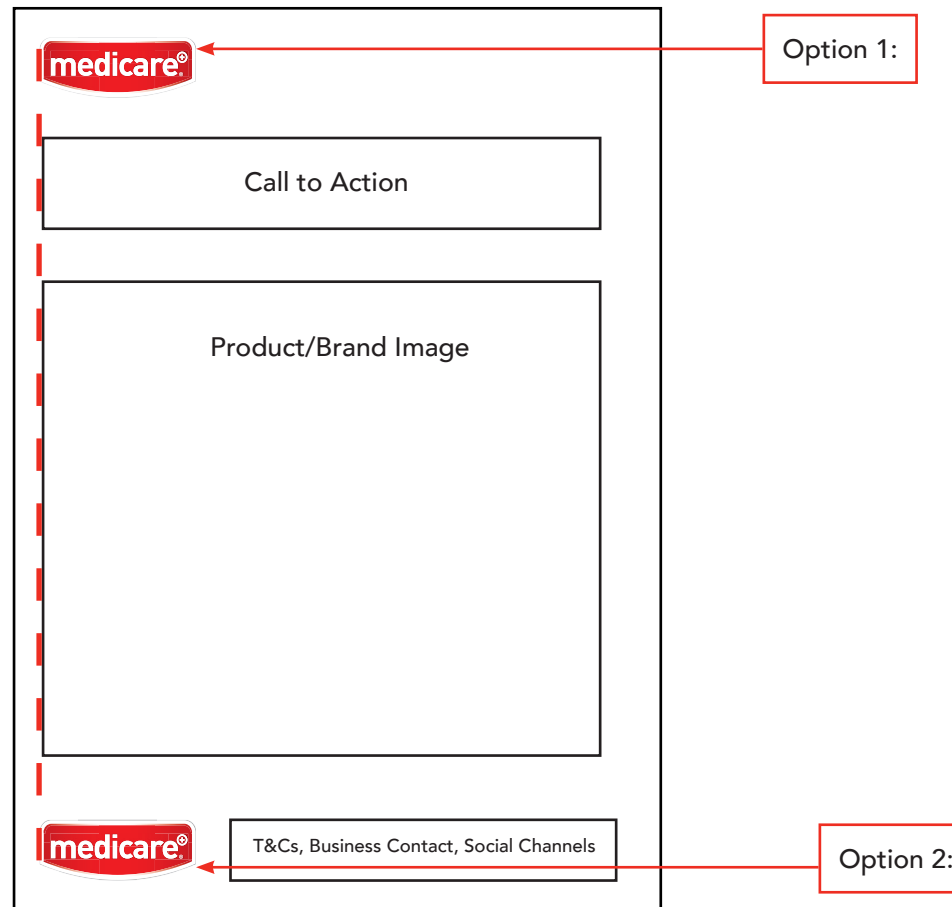 medicare®
Option 1:
Call to Action
Product/Brand Image
medicare®
T&Cs, Business Contact, Social Channels
Option 2: